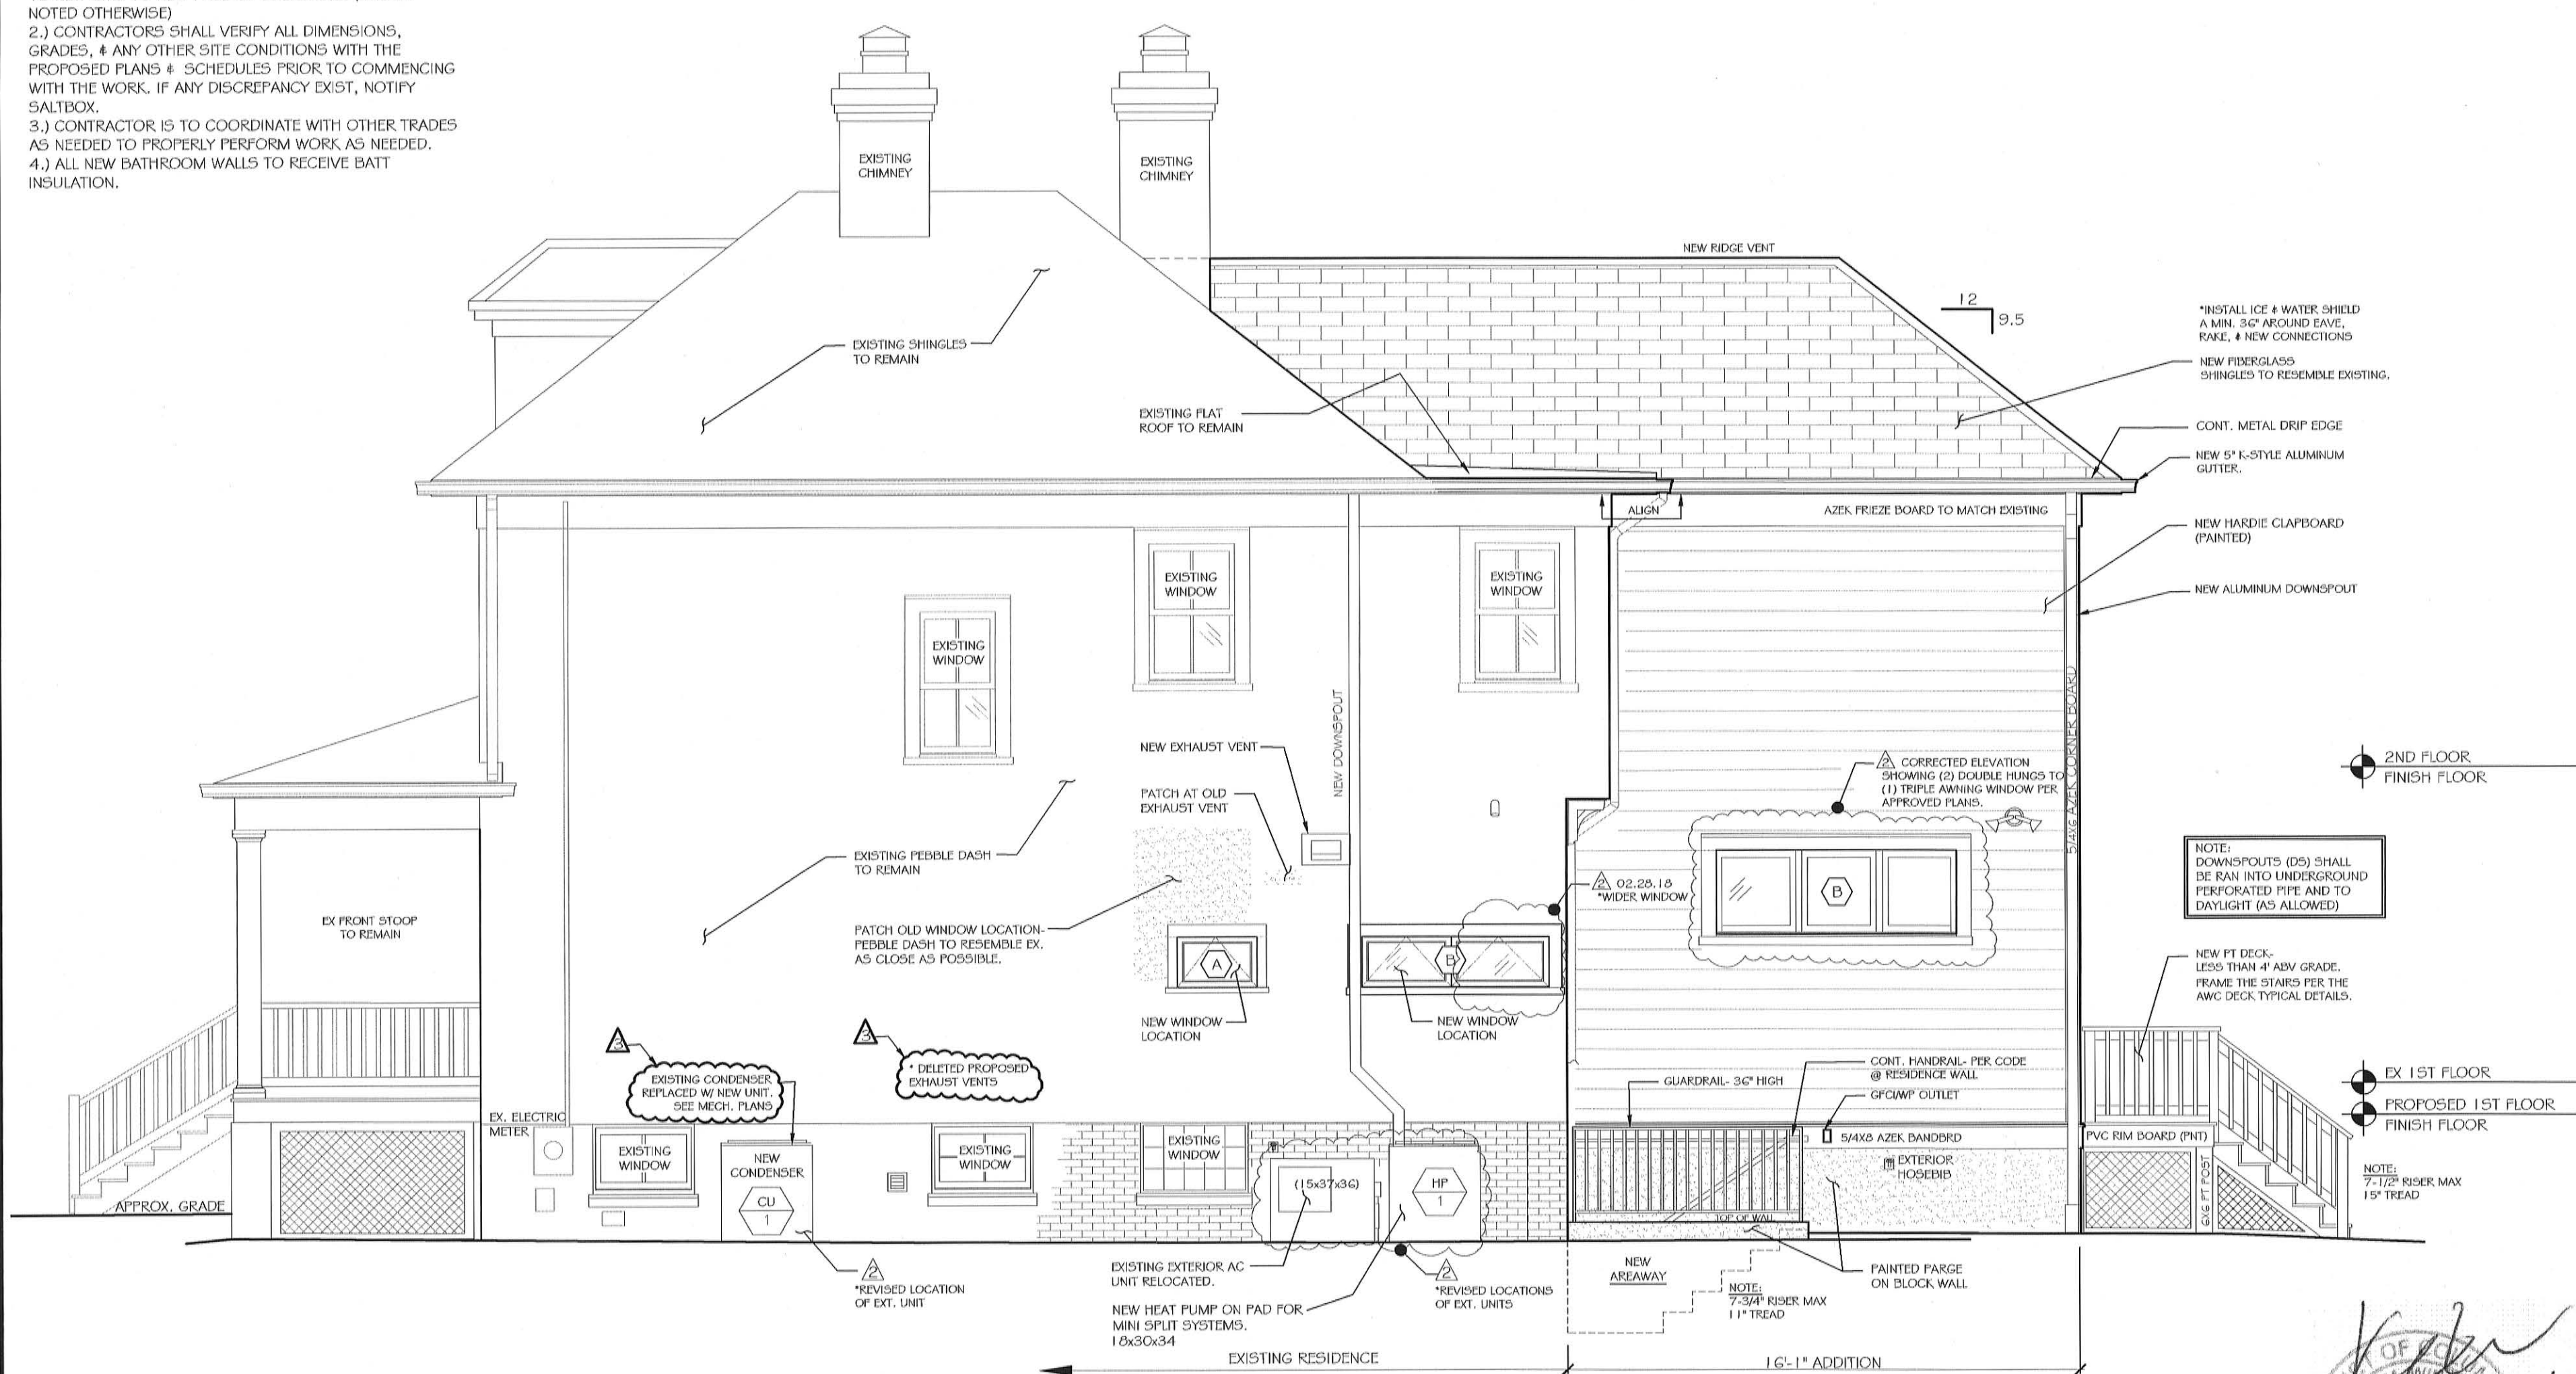 NOTED OTHERWISE)
2.) CONTRACTORS SHALL VERIFY ALL DIMENSIONS,
GRADES, & ANY OTHER SITE CONDITIONS WITH THE
PROPOSED PLANS & SCHEDULES PRIOR TO COMMENCING
WITH THE WORK. IF ANY DISCREPANCY EXIST, NOTIFY
SALTBOX.
3.) CONTRACTOR IS TO COORDINATE WITH OTHER TRADES
AS NEEDED TO PROPERLY PERFORM WORK AS NEEDED.
4.) ALL NEW BATHROOM WALLS TO RECEIVE BATT
INSULATION.
EXISTING
CHIMNEY
EXISTING
CHIMNEY
NEW RIDGE VENT
12
9.5
*INSTALL ICE & WATER SHIELD
A MIN. 36" AROUND EAVE,
RAKE, & NEW CONNECTIONS
NEW FIBERGLASS
SHINGLES TO RESEMBLE EXISTING.
CONT. METAL DRIP EDGE
NEW 5" K-STYLE ALUMINUM
GUTTER.
EXISTING SHINGLES
TO REMAIN
EXISTING FLAT
ROOF TO REMAIN
ALIGN
AZEK FRIEZE BOARD TO MATCH EXISTING
NEW HARDIE CLAPBOARD
(PAINTED)
NEW ALUMINUM DOWNSPOUT
EXISTING
WINDOW
EXISTING
WINDOW
EXISTING
WINDOW
NEW DOWNSPOUT
5/4X6 AZEK CORNER BOARD
NEW EXHAUST VENT
PATCH AT OLD
EXHAUST VENT
2 CORRECTED ELEVATION
SHOWING (2) DOUBLE HUNGS TO
(1) TRIPLE AWNING WINDOW PER
APPROVED PLANS.
2ND FLOOR
FINISH FLOOR
EXISTING PEBBLE DASH
TO REMAIN
2 02.28.18
*WIDER WINDOW
B
NOTE:
DOWNSPOUTS (DS) SHALL
BE RAN INTO UNDERGROUND
PERFORATED PIPE AND TO
DAYLIGHT (AS ALLOWED)
EX FRONT STOOP
TO REMAIN
PATCH OLD WINDOW LOCATION-
PEBBLE DASH TO RESEMBLE EX.
AS CLOSE AS POSSIBLE.
A
B
NEW PT DECK-
LESS THAN 4' ABV GRADE.
FRAME THE STAIRS PER THE
AWC DECK TYPICAL DETAILS.
NEW WINDOW
LOCATION
NEW WINDOW
LOCATION
3
3
EXISTING CONDENSER
REPLACED W/ NEW UNIT.
SEE MECH. PLANS
* DELETED PROPOSED
EXHAUST VENTS
GUARDRAIL- 36" HIGH
CONT. HANDRAIL- PER CODE
@ RESIDENCE WALL
GFCI/WP OUTLET
EX 1ST FLOOR
PROPOSED 1ST FLOOR
FINISH FLOOR
EX. ELECTRIC
METER
EXISTING
WINDOW
NEW
CONDENSER
CU
1
EXISTING
WINDOW
EXISTING
WINDOW
(15x37x36)
HP
1
5/4X8 AZEK BANDBRD
EXTERIOR
HOSEBIB
PVC RIM BOARD (PNT)
6X6 PT POST
NOTE:
7-1/2" RISER MAX
15" TREAD
APPROX. GRADE
TOP OF WALL
2
*REVISED LOCATION
OF EXT. UNIT
EXISTING EXTERIOR AC
UNIT RELOCATED.
NEW HEAT PUMP ON PAD FOR
MINI SPLIT SYSTEMS.
18x30x34
2
*REVISED LOCATIONS
OF EXT. UNITS
NEW
AREAWAY
NOTE:
7-3/4" RISER MAX
11" TREAD
PAINTED PARGE
ON BLOCK WALL
EXISTING RESIDENCE
16'-1" ADDITION